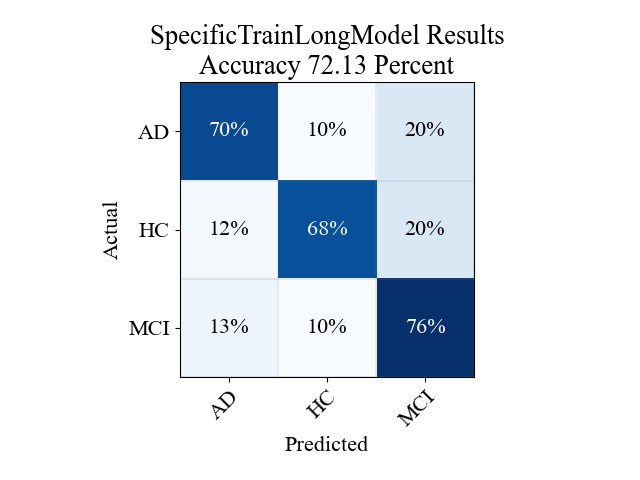 SpecificTrainLongModel Results
Accuracy 72.13 Percent
AD 70% 10% 20%
HC 12% 68% 20%
MCI 13% 10% 76%
Actual
AD HC MCI
Predicted